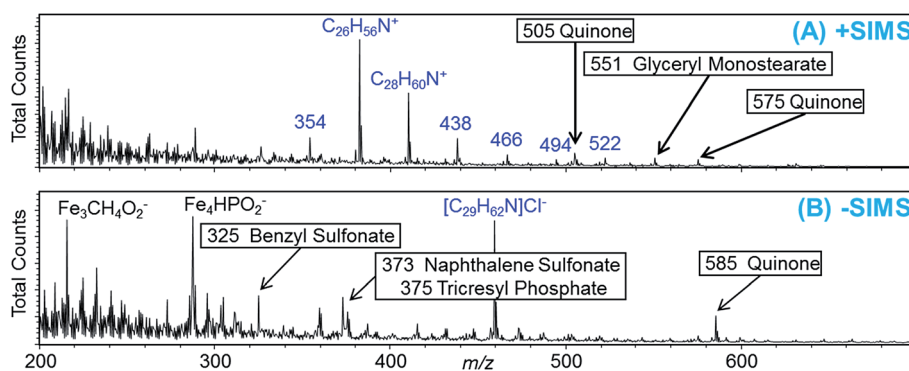 (A) +SIMS
Total Counts
C₂₆H₅₆N⁺
C₂₈H₆₀N⁺
505 Quinone
551 Glyceryl Monostearate
575 Quinone
354
438
466
494
522
(B) -SIMS
Total Counts
Fe₃CH₄O₂⁻
Fe₄HPO₂⁻
[C₂₉H₆₂N]Cl⁻
325 Benzyl Sulfonate
373 Naphthalene Sulfonate
375 Tricresyl Phosphate
585 Quinone
200 300 400 m/z 500 600